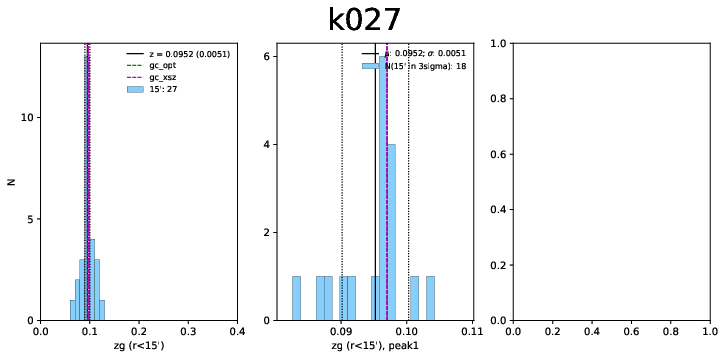 k027
N
10
5
0
0.0 0.1 0.2 0.3 0.4
zg (r<15')
z = 0.0952 (0.0051)
gc_opt
gc_xsz
15': 27
6
4
2
0
0.09 0.10 0.11
zg (r<15'), peak1
μ: 0.0952; σ: 0.0051
N(15' in 3sigma): 18
1.0
0.8
0.6
0.4
0.2
0.0
0.0 0.2 0.4 0.6 0.8 1.0